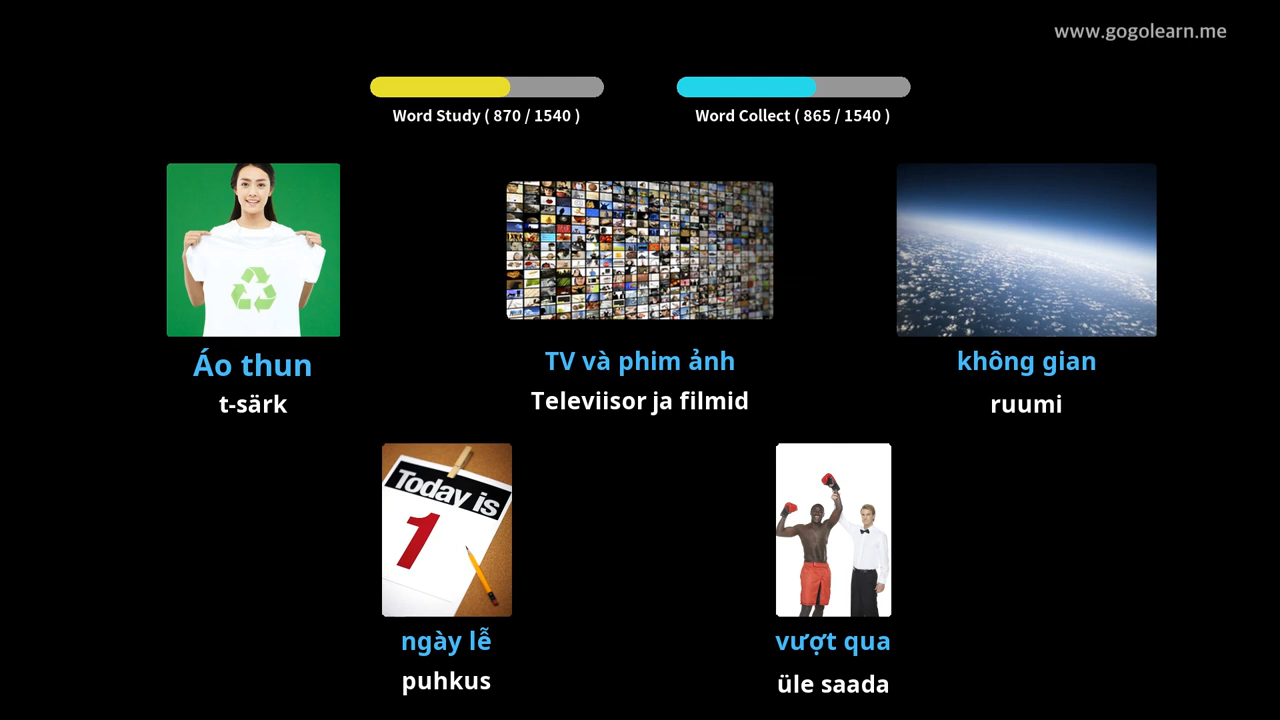 www.gogolearn.me
Word Study ( 870 / 1540 )
Word Collect ( 865 / 1540 )
Áo thun
t-särk
TV và phim ảnh
Televiisor ja filmid
không gian
ruumi
Today is
1
ngày lễ
puhkus
vượt qua
üle saada